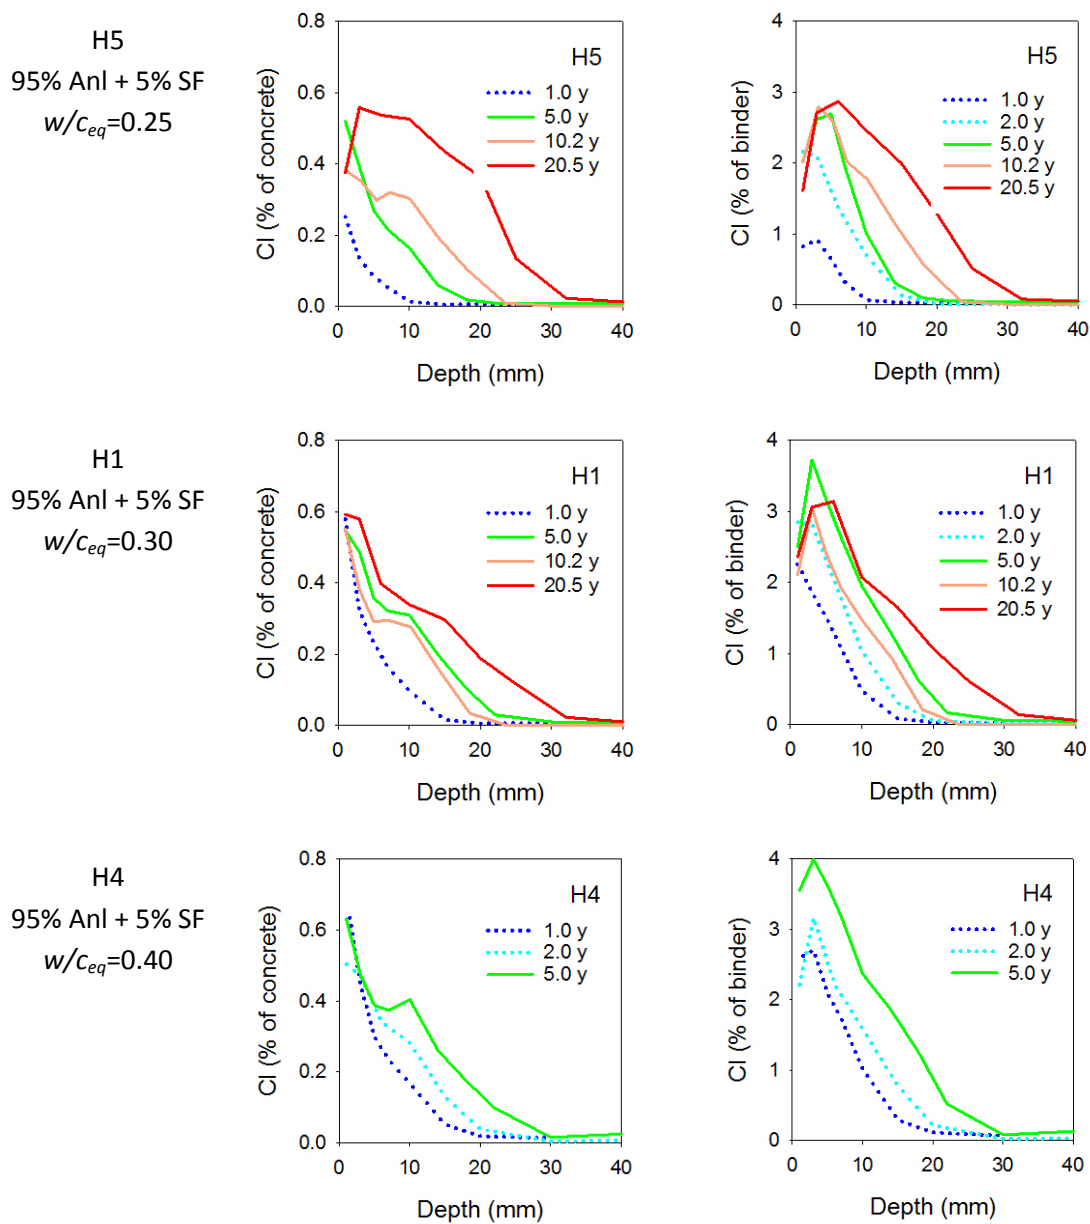 H5
95% Anl + 5% SF
w/c_eq=0.25
Cl (% of concrete)
0.8
0.6
0.4
0.2
0.0
H5
1.0 y
5.0 y
10.2 y
20.5 y
0 10 20 30 40
Depth (mm)
Cl (% of binder)
4
3
2
1
0
H5
1.0 y
2.0 y
5.0 y
10.2 y
20.5 y
0 10 20 30 40
Depth (mm)
H1
95% Anl + 5% SF
w/c_eq=0.30
Cl (% of concrete)
0.8
0.6
0.4
0.2
0.0
H1
1.0 y
5.0 y
10.2 y
20.5 y
0 10 20 30 40
Depth (mm)
Cl (% of binder)
4
3
2
1
0
H1
1.0 y
2.0 y
5.0 y
10.2 y
20.5 y
0 10 20 30 40
Depth (mm)
H4
95% Anl + 5% SF
w/c_eq=0.40
Cl (% of concrete)
0.8
0.6
0.4
0.2
0.0
H4
1.0 y
2.0 y
5.0 y
0 10 20 30 40
Depth (mm)
Cl (% of binder)
4
3
2
1
0
H4
1.0 y
2.0 y
5.0 y
0 10 20 30 40
Depth (mm)